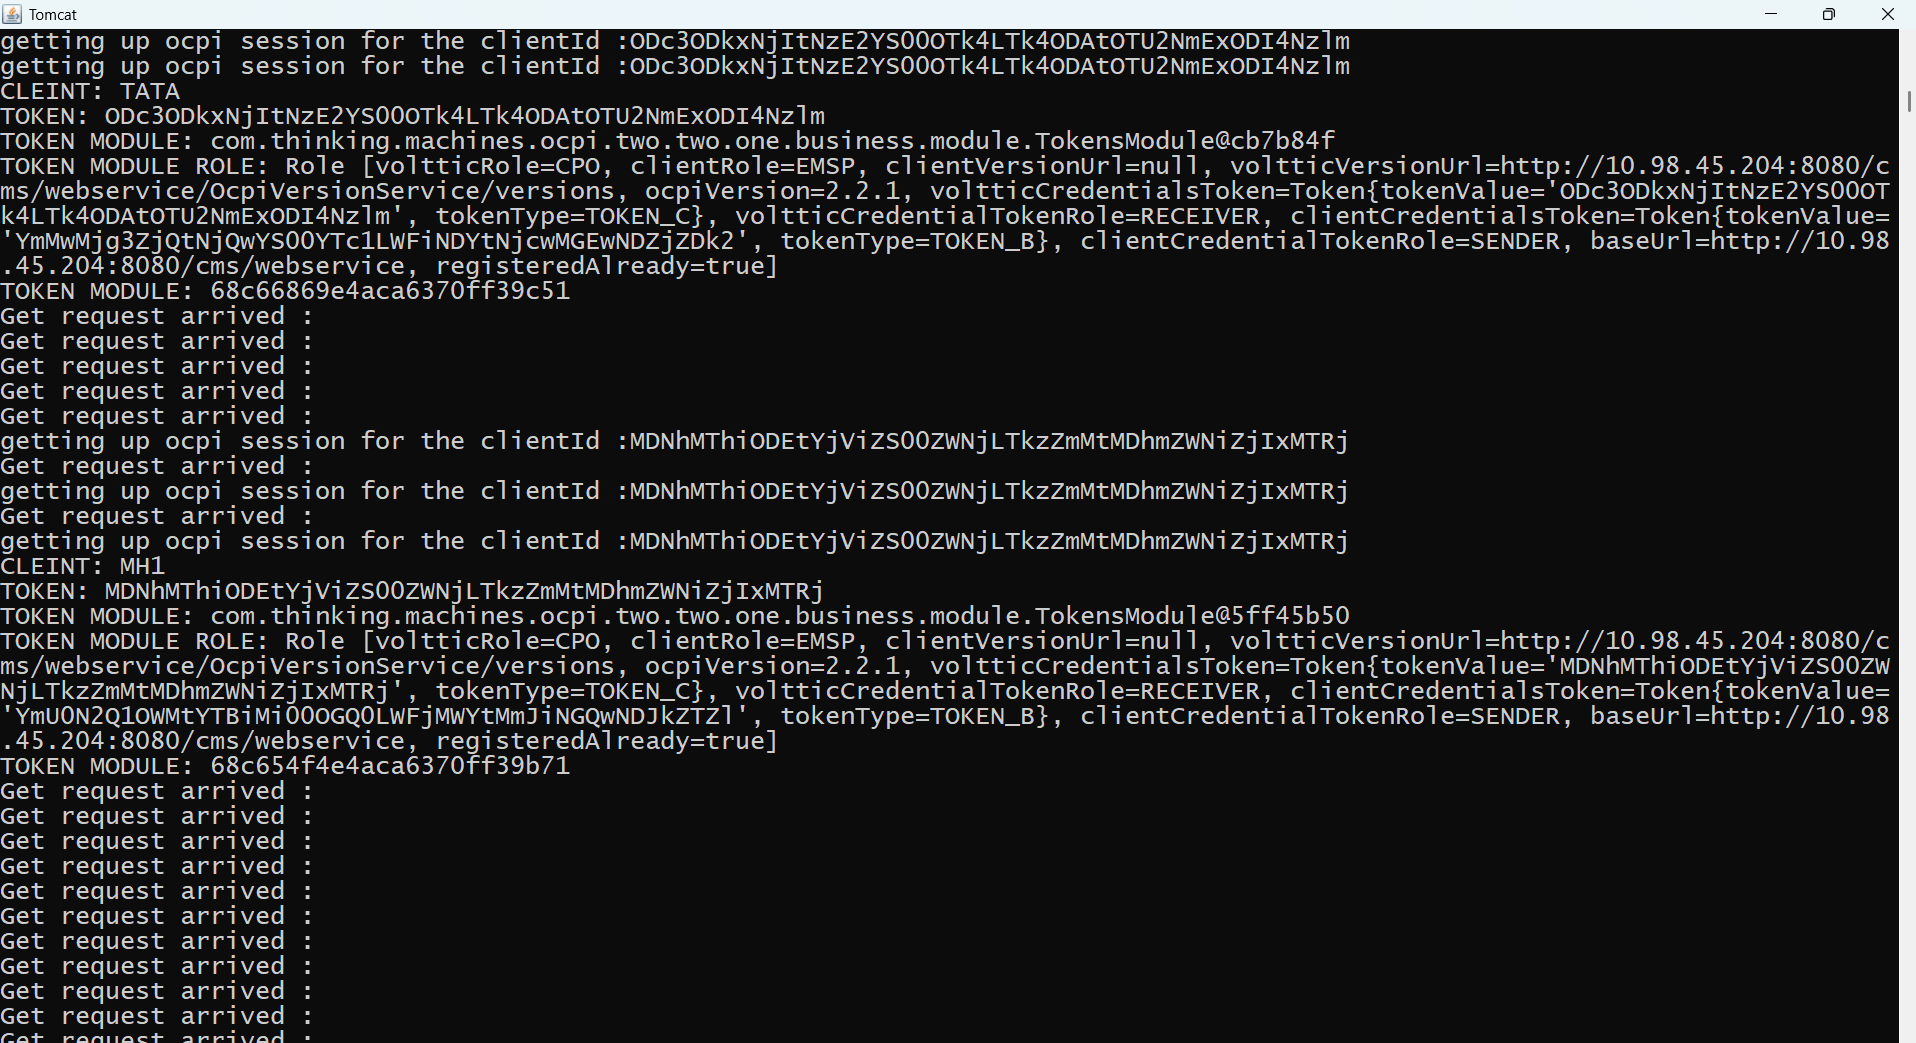 Tomcat
getting up ocpi session for the clientId :ODc3ODkxNjItNzE2YS00OTk4LTk4ODAtOTU2NmExODI4Nzlm
getting up ocpi session for the clientId :ODc3ODkxNjItNzE2YS00OTk4LTk4ODAtOTU2NmExODI4Nzlm
CLEINT: TATA
TOKEN: ODc3ODkxNjItNzE2YS00OTk4LTk4ODAtOTU2NmExODI4Nzlm
TOKEN MODULE: com.thinking.machines.ocpi.two.two.one.business.module.TokensModule@cb7b84f
TOKEN MODULE ROLE: Role [voltticRole=CPO, clientRole=EMSP, clientVersionUrl=null, voltticVersionUrl=http://10.98.45.204:8080/c
ms/webservice/OcpiVersionService/versions, ocpiVersion=2.2.1, voltticCredentialsToken=Token{tokenValue='ODc3ODkxNjItNzE2YS00OT
k4LTk4ODAtOTU2NmExODI4Nzlm', tokenType=TOKEN_C}, voltticCredentialTokenRole=RECEIVER, clientCredentialsToken=Token{tokenValue=
'YmMwMjg3ZjQtNjQwYS00YTc1LWFiNDYtNjcwMGEwNDZjZDk2', tokenType=TOKEN_B}, clientCredentialTokenRole=SENDER, baseUrl=http://10.98
.45.204:8080/cms/webservice, registeredAlready=true]
TOKEN MODULE: 68c66869e4aca6370ff39c51
Get request arrived :
Get request arrived :
Get request arrived :
Get request arrived :
Get request arrived :
getting up ocpi session for the clientId :MDNhMThiODEtYjViZS00ZWNjLTkzZmMtMDhmZWNiZjIxMTRj
Get request arrived :
getting up ocpi session for the clientId :MDNhMThiODEtYjViZS00ZWNjLTkzZmMtMDhmZWNiZjIxMTRj
Get request arrived :
getting up ocpi session for the clientId :MDNhMThiODEtYjViZS00ZWNjLTkzZmMtMDhmZWNiZjIxMTRj
CLEINT: MH1
TOKEN: MDNhMThiODEtYjViZS00ZWNjLTkzZmMtMDhmZWNiZjIxMTRj
TOKEN MODULE: com.thinking.machines.ocpi.two.two.one.business.module.TokensModule@5ff45b50
TOKEN MODULE ROLE: Role [voltticRole=CPO, clientRole=EMSP, clientVersionUrl=null, voltticVersionUrl=http://10.98.45.204:8080/c
ms/webservice/OcpiVersionService/versions, ocpiVersion=2.2.1, voltticCredentialsToken=Token{tokenValue='MDNhMThiODEtYjViZS00ZW
NjLTkzZmMtMDhmZWNiZjIxMTRj', tokenType=TOKEN_C}, voltticCredentialTokenRole=RECEIVER, clientCredentialsToken=Token{tokenValue=
'YmU0N2Q1OWMtYTBiMi00OGQ0LWFjMWYtMmJiNGQwNDJkZTZl', tokenType=TOKEN_B}, clientCredentialTokenRole=SENDER, baseUrl=http://10.98
.45.204:8080/cms/webservice, registeredAlready=true]
TOKEN MODULE: 68c654f4e4aca6370ff39b71
Get request arrived :
Get request arrived :
Get request arrived :
Get request arrived :
Get request arrived :
Get request arrived :
Get request arrived :
Get request arrived :
Get request arrived :
Get request arrived :
Get request arrived :